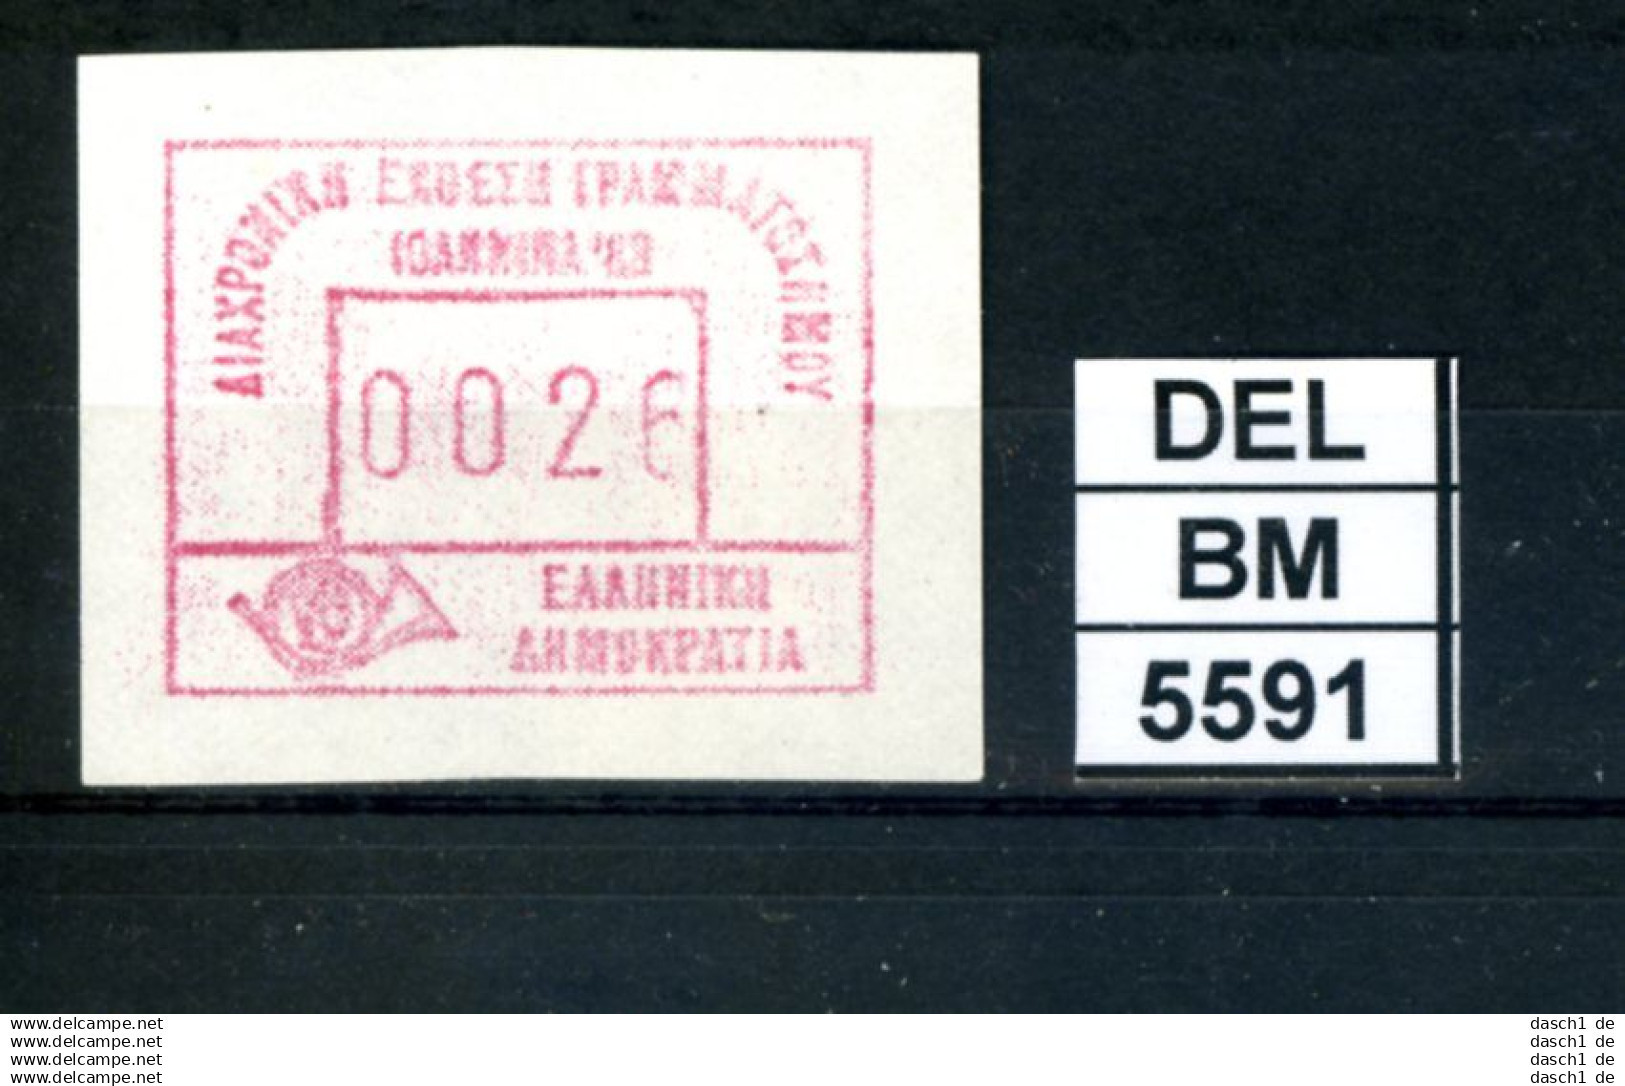 ΔΙΑΧΡΟΝΙΚΗ ΕΚΘΕΣΗ ΓΡΑΜΜΑΤΟΣΗΜΟΥ
ΙΩΑΝΝΙΝΑ
0026
ΕΛΛΗΝΙΚΗ
ΔΗΜΟΚΡΑΤΙΑ
DEL
BM
5591
www.delcampe.net
www.delcampe.net
www.delcampe.net
www.delcampe.net
dasch1 de
dasch1 de
dasch1 de
dasch1 de